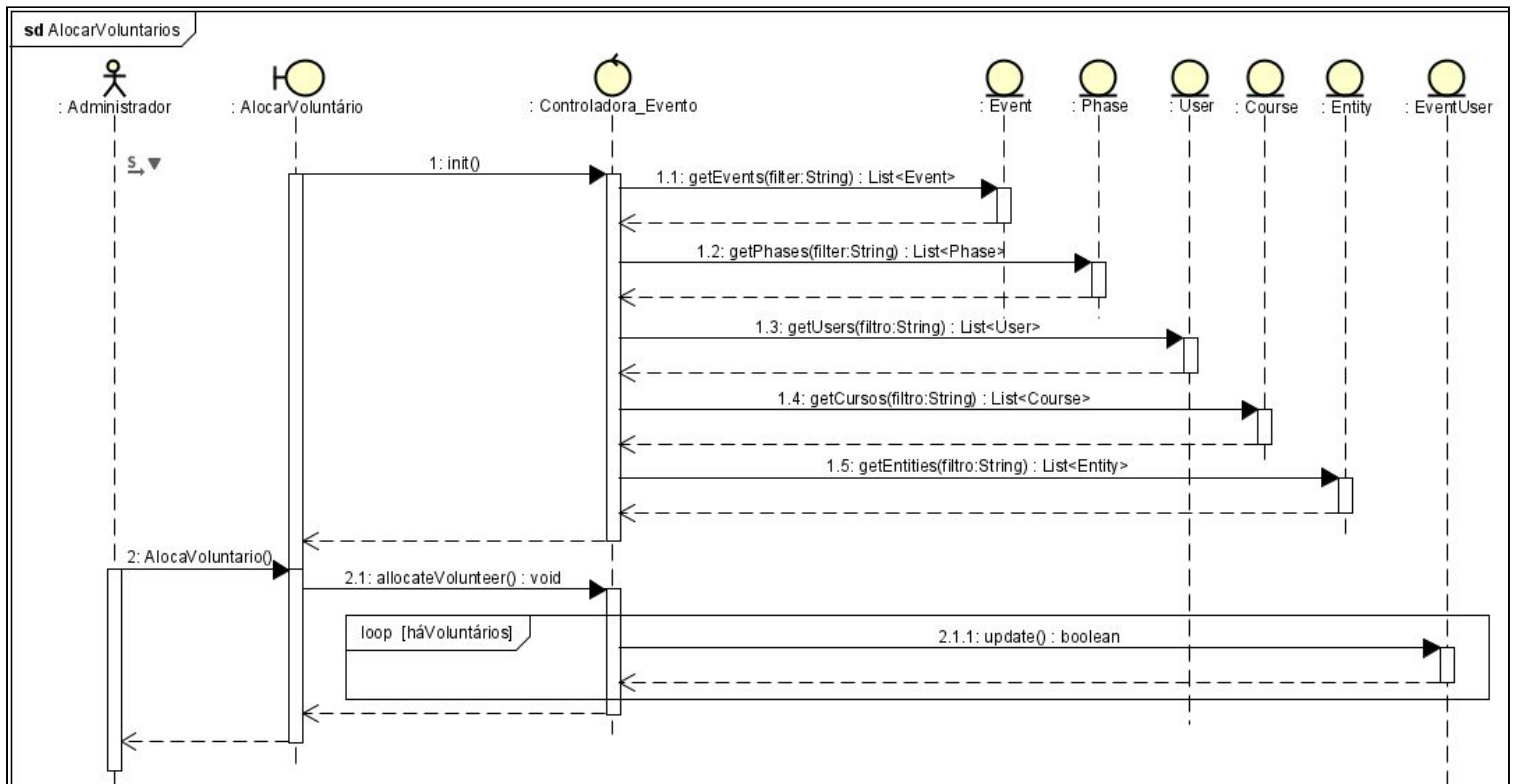 sd AlocarVoluntarios
: Administrador
: AlocarVoluntário
: Controladora_Evento
: Event
: Phase
: User
: Course
: Entity
: EventUser
S
1: init()
1.1: getEvents(filter:String) : List<Event>
1.2: getPhases(filter:String) : List<Phase>
1.3: getUsers(filtro:String) : List<User>
1.4: getCursos(filtro:String) : List<Course>
1.5: getEntities(filtro:String) : List<Entity>
2: AlocaVoluntario()
2.1: allocateVolunteer() : void
loop [háVoluntários]
2.1.1: update() : boolean